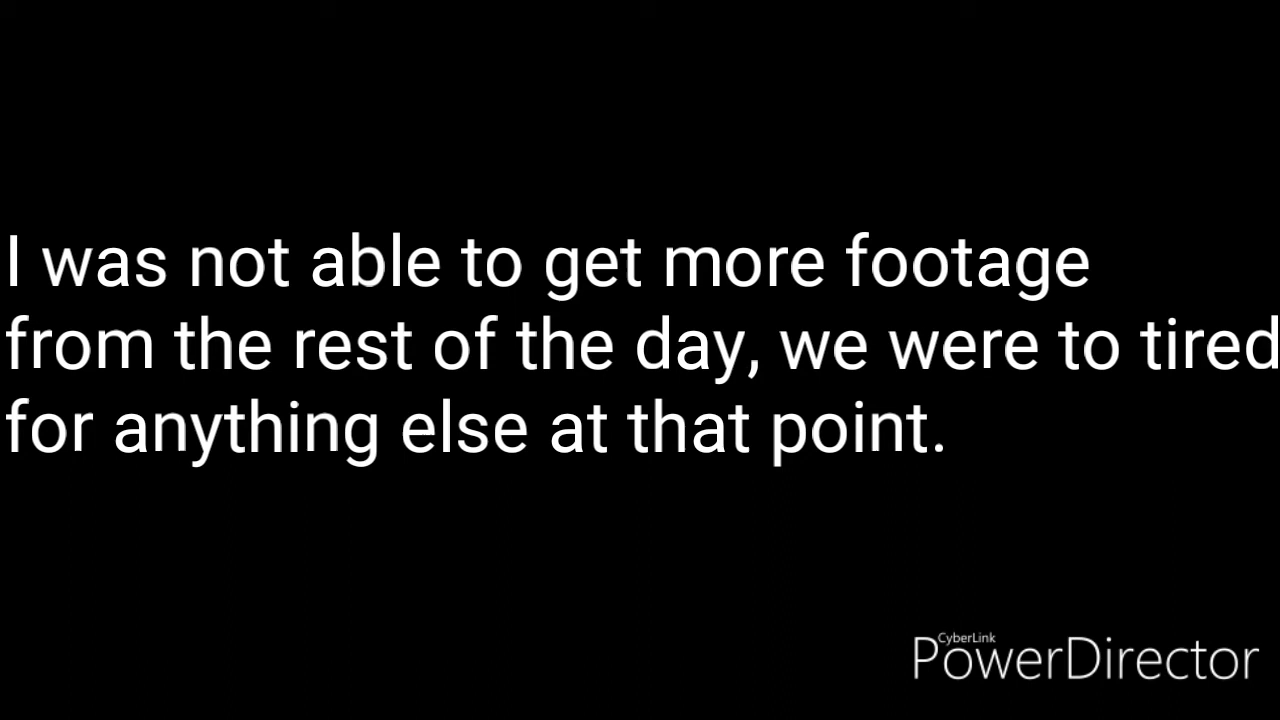 I was not able to get more footage
from the rest of the day, we were to tired
for anything else at that point.
CyberLink
PowerDirector